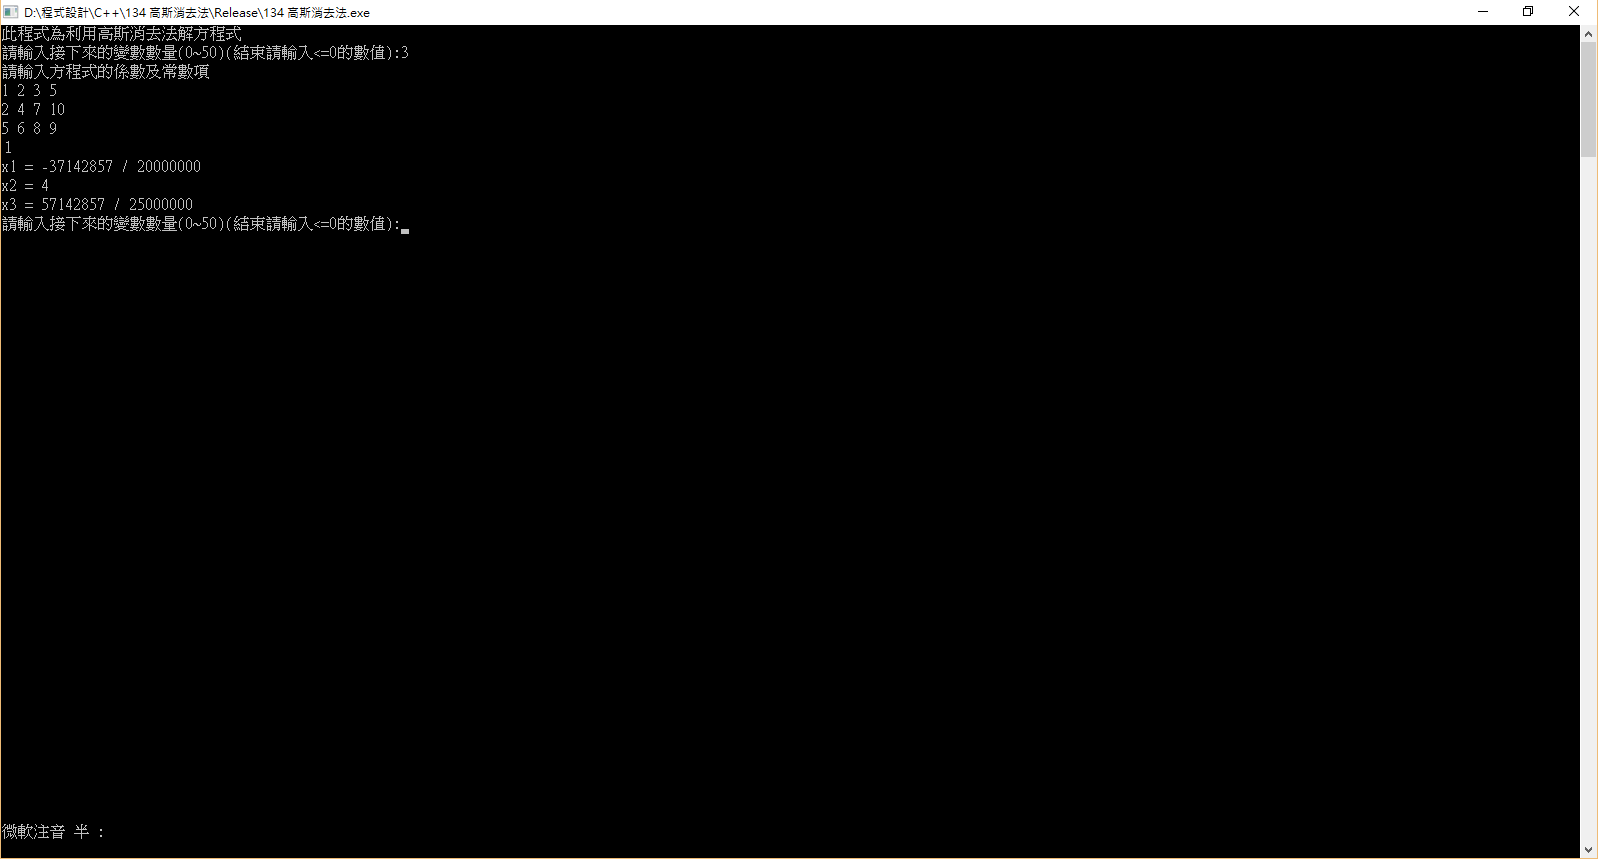 D:\程式設計\C++\134 高斯消去法\Release\134 高斯消去法.exe
此程式為利用高斯消去法解方程式
請輸入接下來的變數數量(0~50)(結束請輸入<=0的數值):3
請輸入方程式的係數及常數項
1 2 3 5
2 4 7 10
5 6 8 9
1
x1 = -37142857 / 20000000
x2 = 4
x3 = 57142857 / 25000000
請輸入接下來的變數數量(0~50)(結束請輸入<=0的數值):
微軟注音 半 :